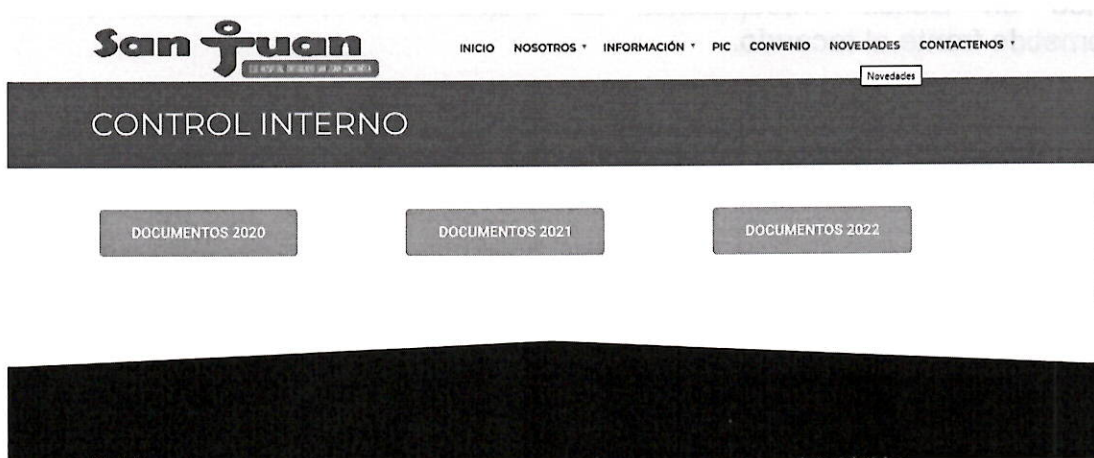 San Juan
INICIO NOSOTROS INFORMACIÓN PIC CONVENIO NOVEDADES CONTACTENOS
Novedades
CONTROL INTERNO
DOCUMENTOS 2020 DOCUMENTOS 2021 DOCUMENTOS 2022